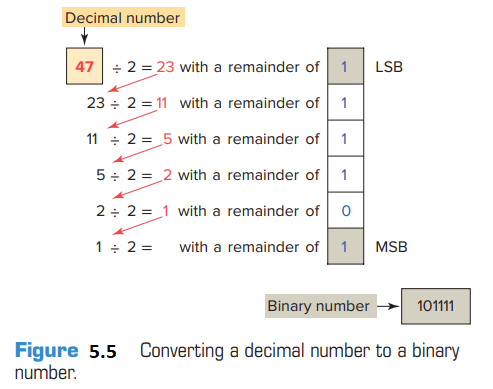 Decimal number
47 ÷ 2 = 23 with a remainder of 1 LSB
23 ÷ 2 = 11 with a remainder of 1
11 ÷ 2 = 5 with a remainder of 1
5 ÷ 2 = 2 with a remainder of 1
2 ÷ 2 = 1 with a remainder of 0
1 ÷ 2 = with a remainder of 1 MSB
Binary number 101111
Figure 5.5 Converting a decimal number to a binary
number.